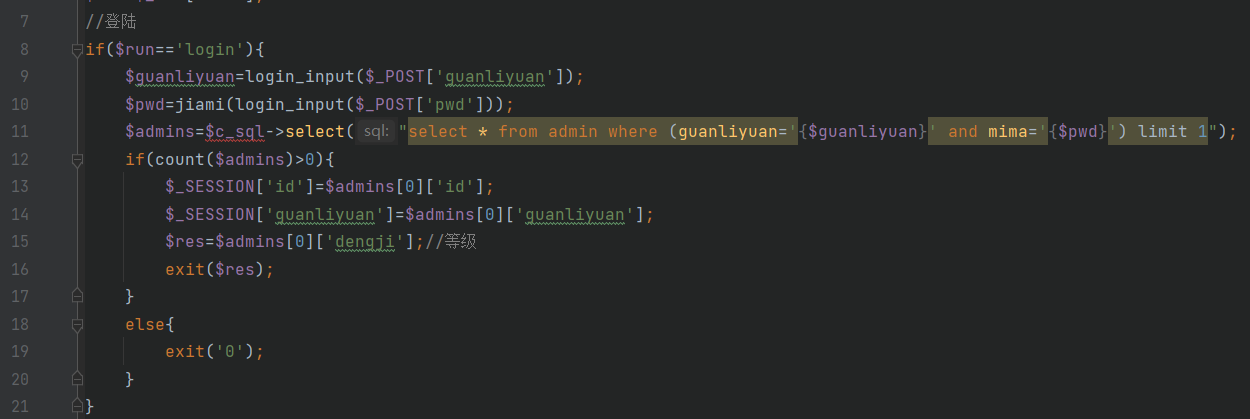 7 //登陆
8 if($run=='login'){
9 $guanliyuan=login_input($_POST['guanliyuan']);
10 $pwd=jiami(login_input($_POST['pwd']));
11 $admins=$c_sql->select( sql: "select * from admin where (guanliyuan='{$guanliyuan}' and mima='{$pwd}') limit 1");
12 if(count($admins)>0){
13 $_SESSION['id']=$admins[0]['id'];
14 $_SESSION['guanliyuan']=$admins[0]['guanliyuan'];
15 $res=$admins[0]['dengji'];//等级
16 exit($res);
17 }
18 else{
19 exit('0');
20 }
21 }